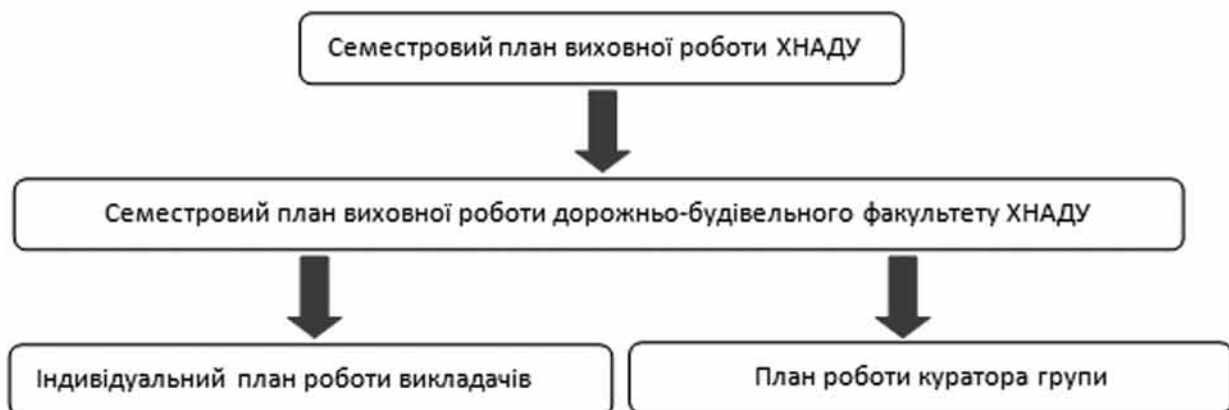 Семестровий план виховної роботи ХНАДУ
Семестровий план виховної роботи дорожньо-будівельного факультету ХНАДУ
Індивідуальний план роботи викладачів
План роботи куратора групи